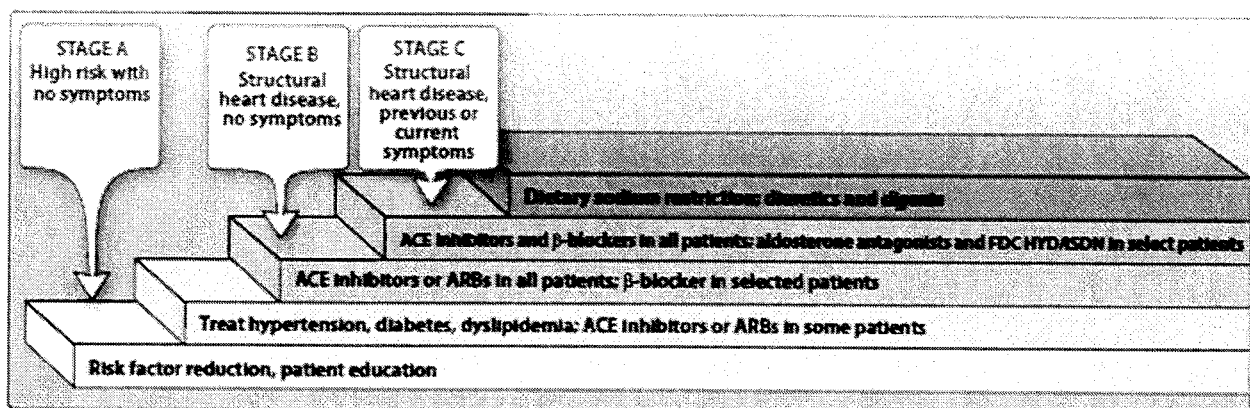 STAGE A
High risk with
no symptoms
STAGE B
Structural
heart disease,
no symptoms
STAGE C
Structural
heart disease,
previous or
current
symptoms
Dietary sodium restriction; diuretics and digoxin
ACE inhibitors and β-blockers in all patients; aldosterone antagonists and FDC HYD/ISDN in select patients
ACE inhibitors or ARBs in all patients; β-blocker in selected patients
Treat hypertension, diabetes, dyslipidemia; ACE inhibitors or ARBs in some patients
Risk factor reduction, patient education